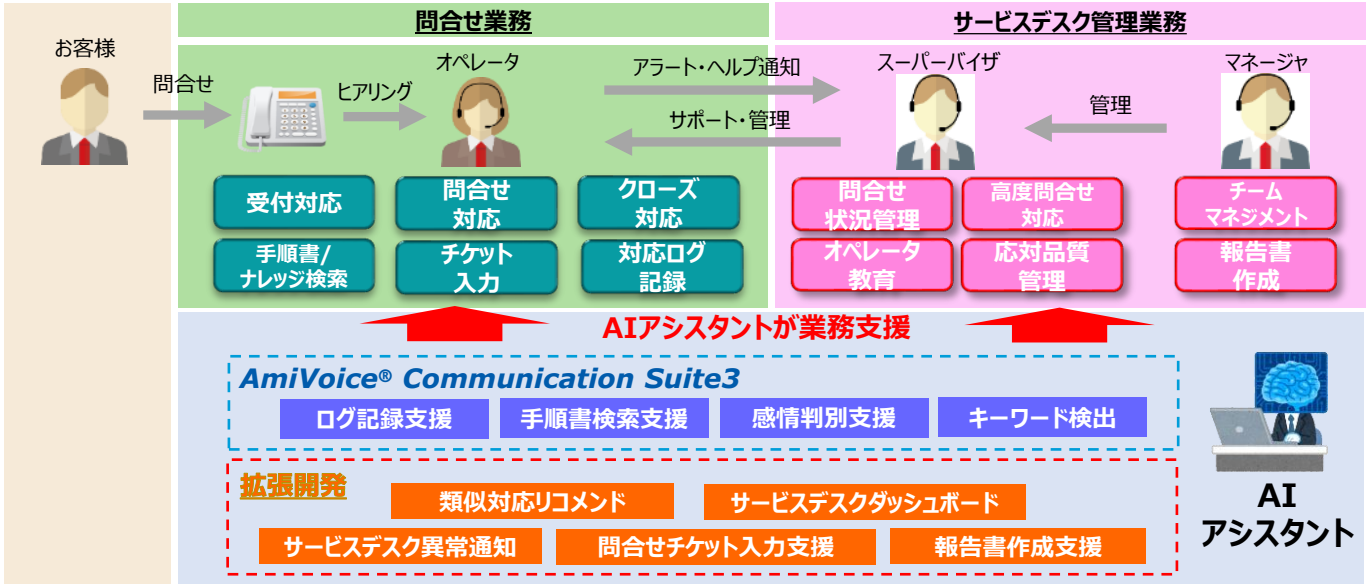 問合せ業務
サービスデスク管理業務
お客様
問合せ
ヒアリング
オペレータ
アラート・ヘルプ通知
サポート・管理
スーパーバイザ
管理
マネージャ
受付対応
問合せ
対応
クローズ
対応
手順書/
ナレッジ検索
チケット
入力
対応ログ
記録
問合せ
状況管理
高度問合せ
対応
チーム
マネジメント
オペレータ
教育
応対品質
管理
報告書
作成
AIアシスタントが業務支援
AmiVoice® Communication Suite3
ログ記録支援
手順書検索支援
感情判別支援
キーワード検出
拡張開発
類似対応リコメンド
サービスデスクダッシュボード
サービスデスク異常通知
問合せチケット入力支援
報告書作成支援
AI
アシスタント